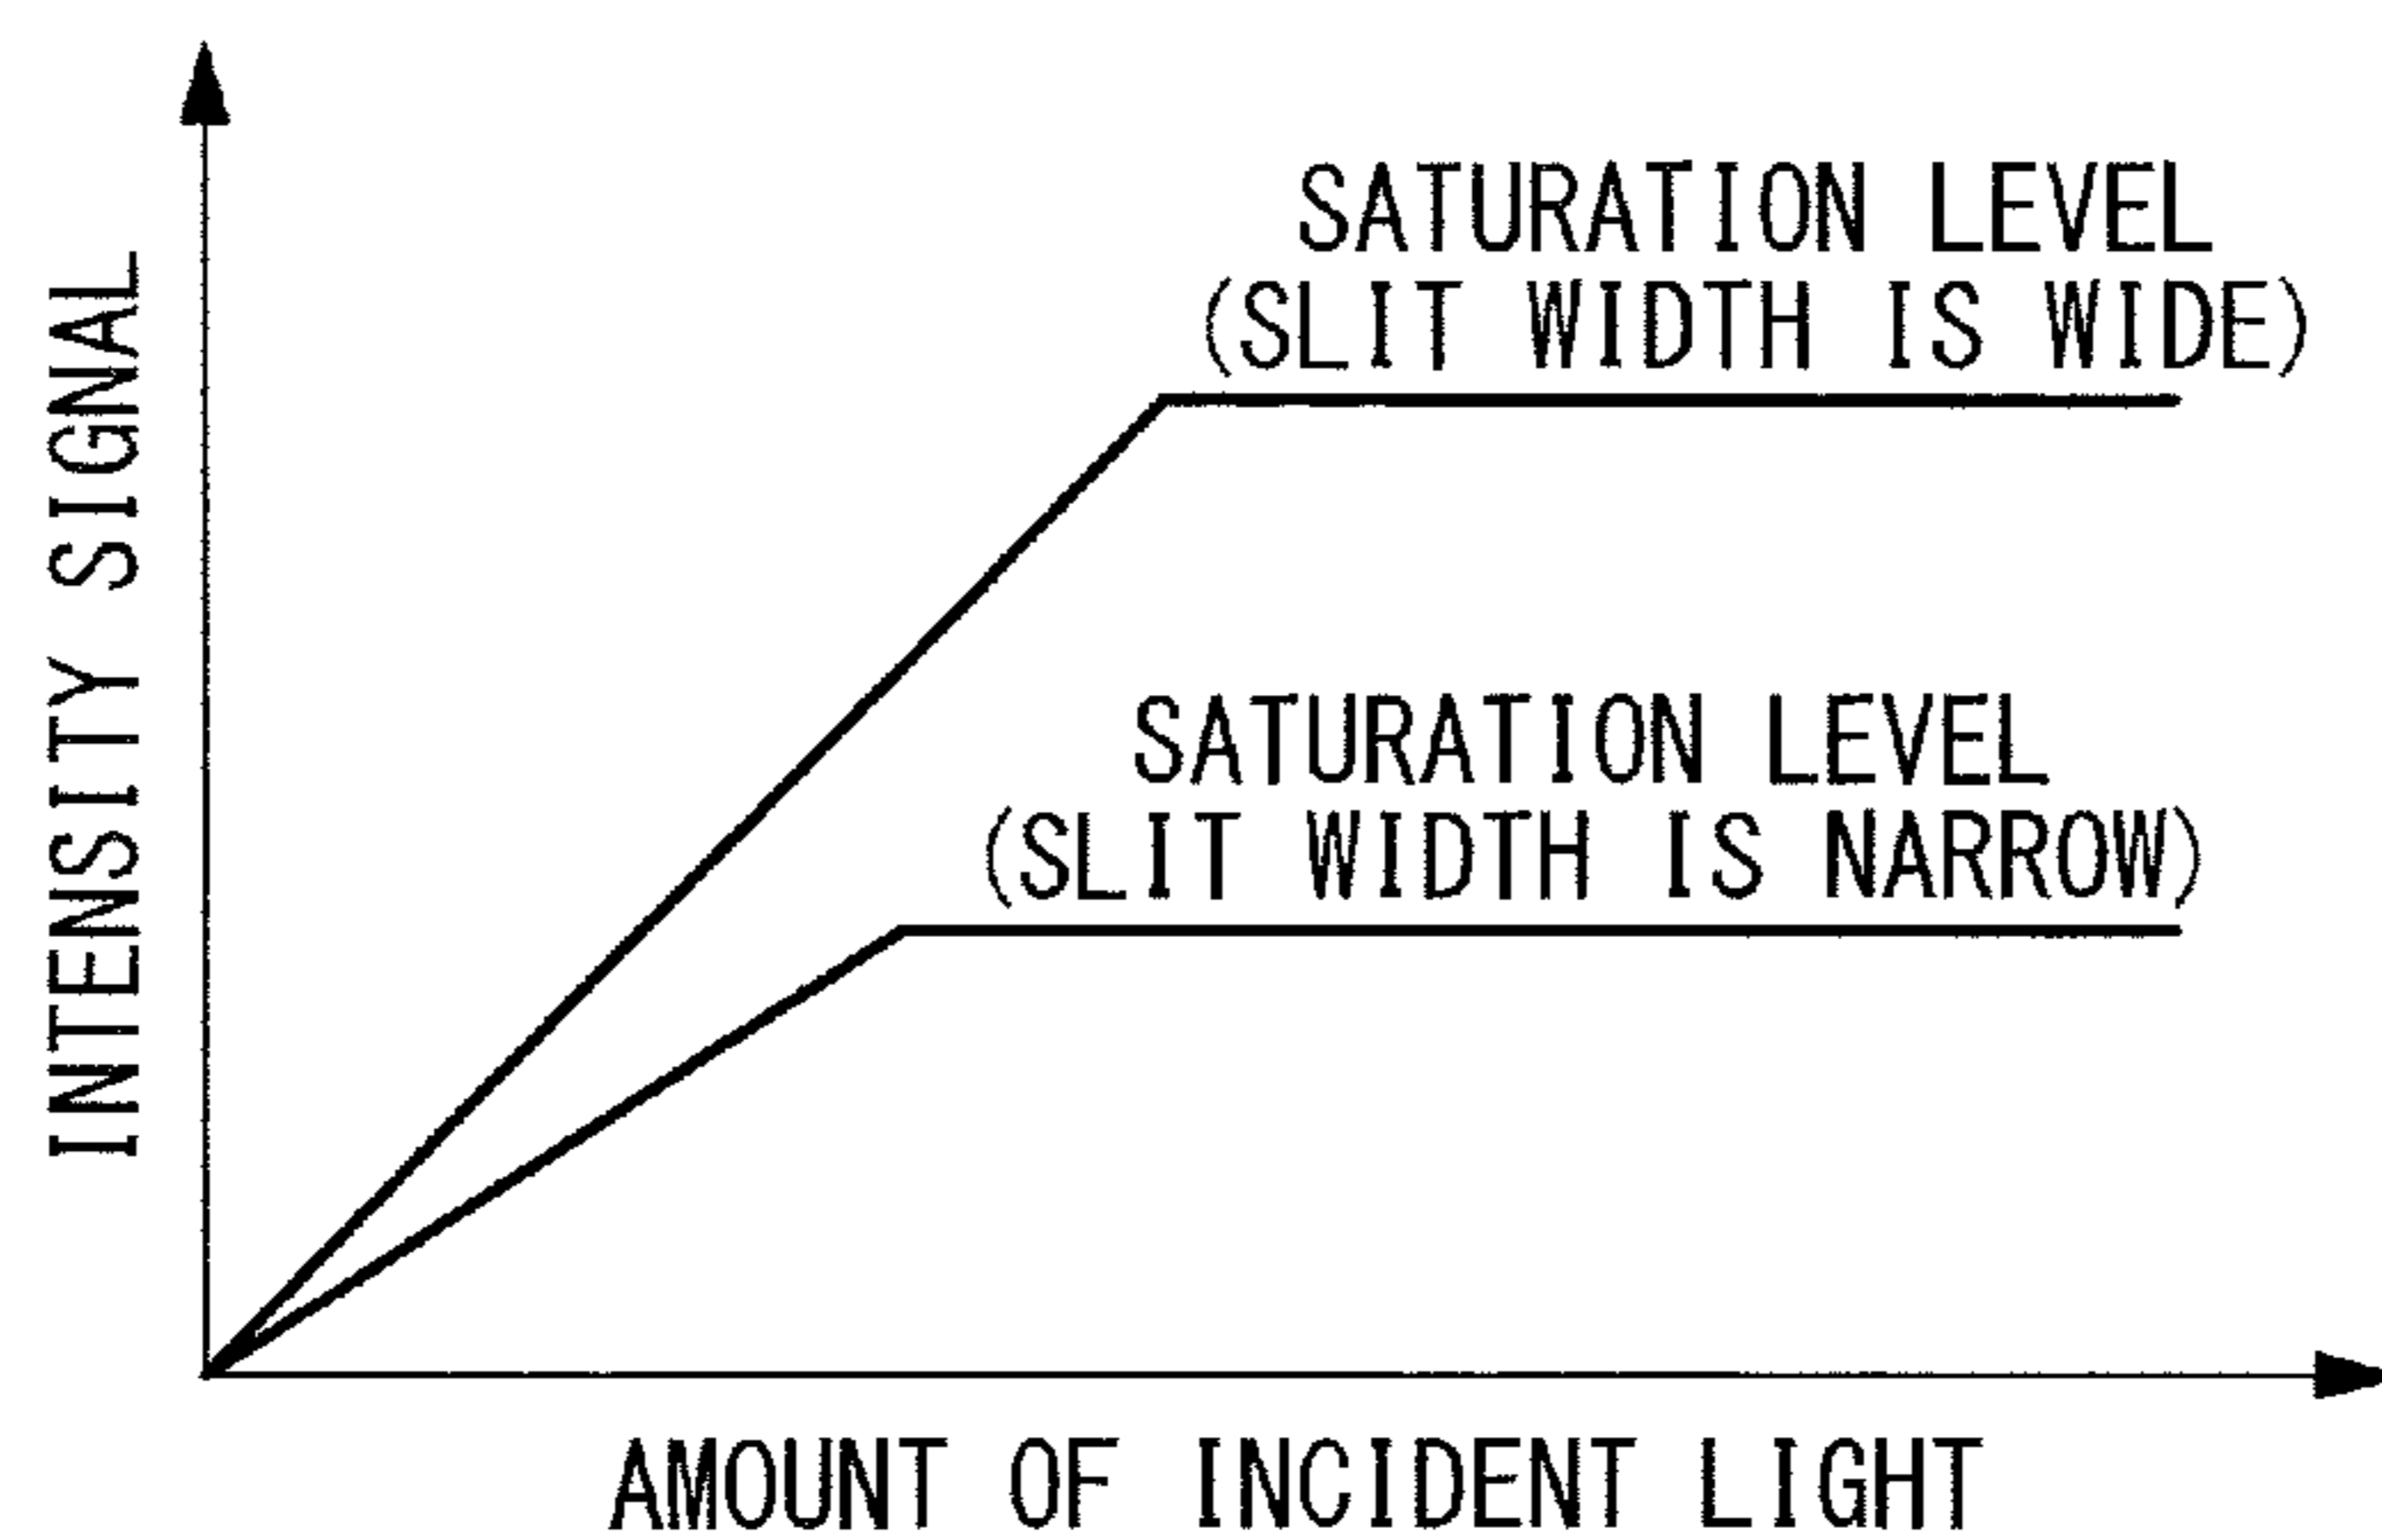 INTENSITY SIGNAL
SATURATION LEVEL
(SLIT WIDTH IS WIDE)
SATURATION LEVEL
(SLIT WIDTH IS NARROW)
AMOUNT OF INCIDENT LIGHT